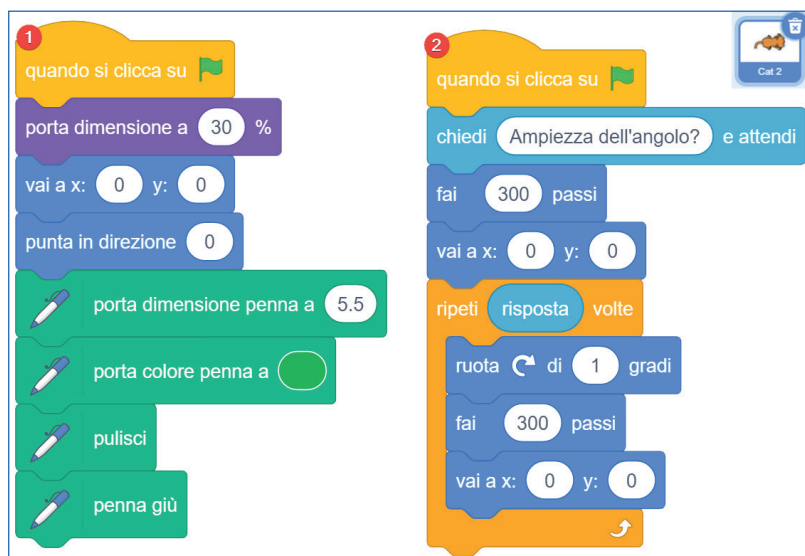 1
quando si clicca su
porta dimensione a 30 %
vai a x: 0 y: 0
punta in direzione 0
porta dimensione penna a 5.5
porta colore penna a
pulisci
penna giù
2
quando si clicca su
chiedi Ampiezza dell'angolo? e attendi
fai 300 passi
vai a x: 0 y: 0
ripeti risposta volte
ruota di 1 gradi
fai 300 passi
vai a x: 0 y: 0
Cat 2